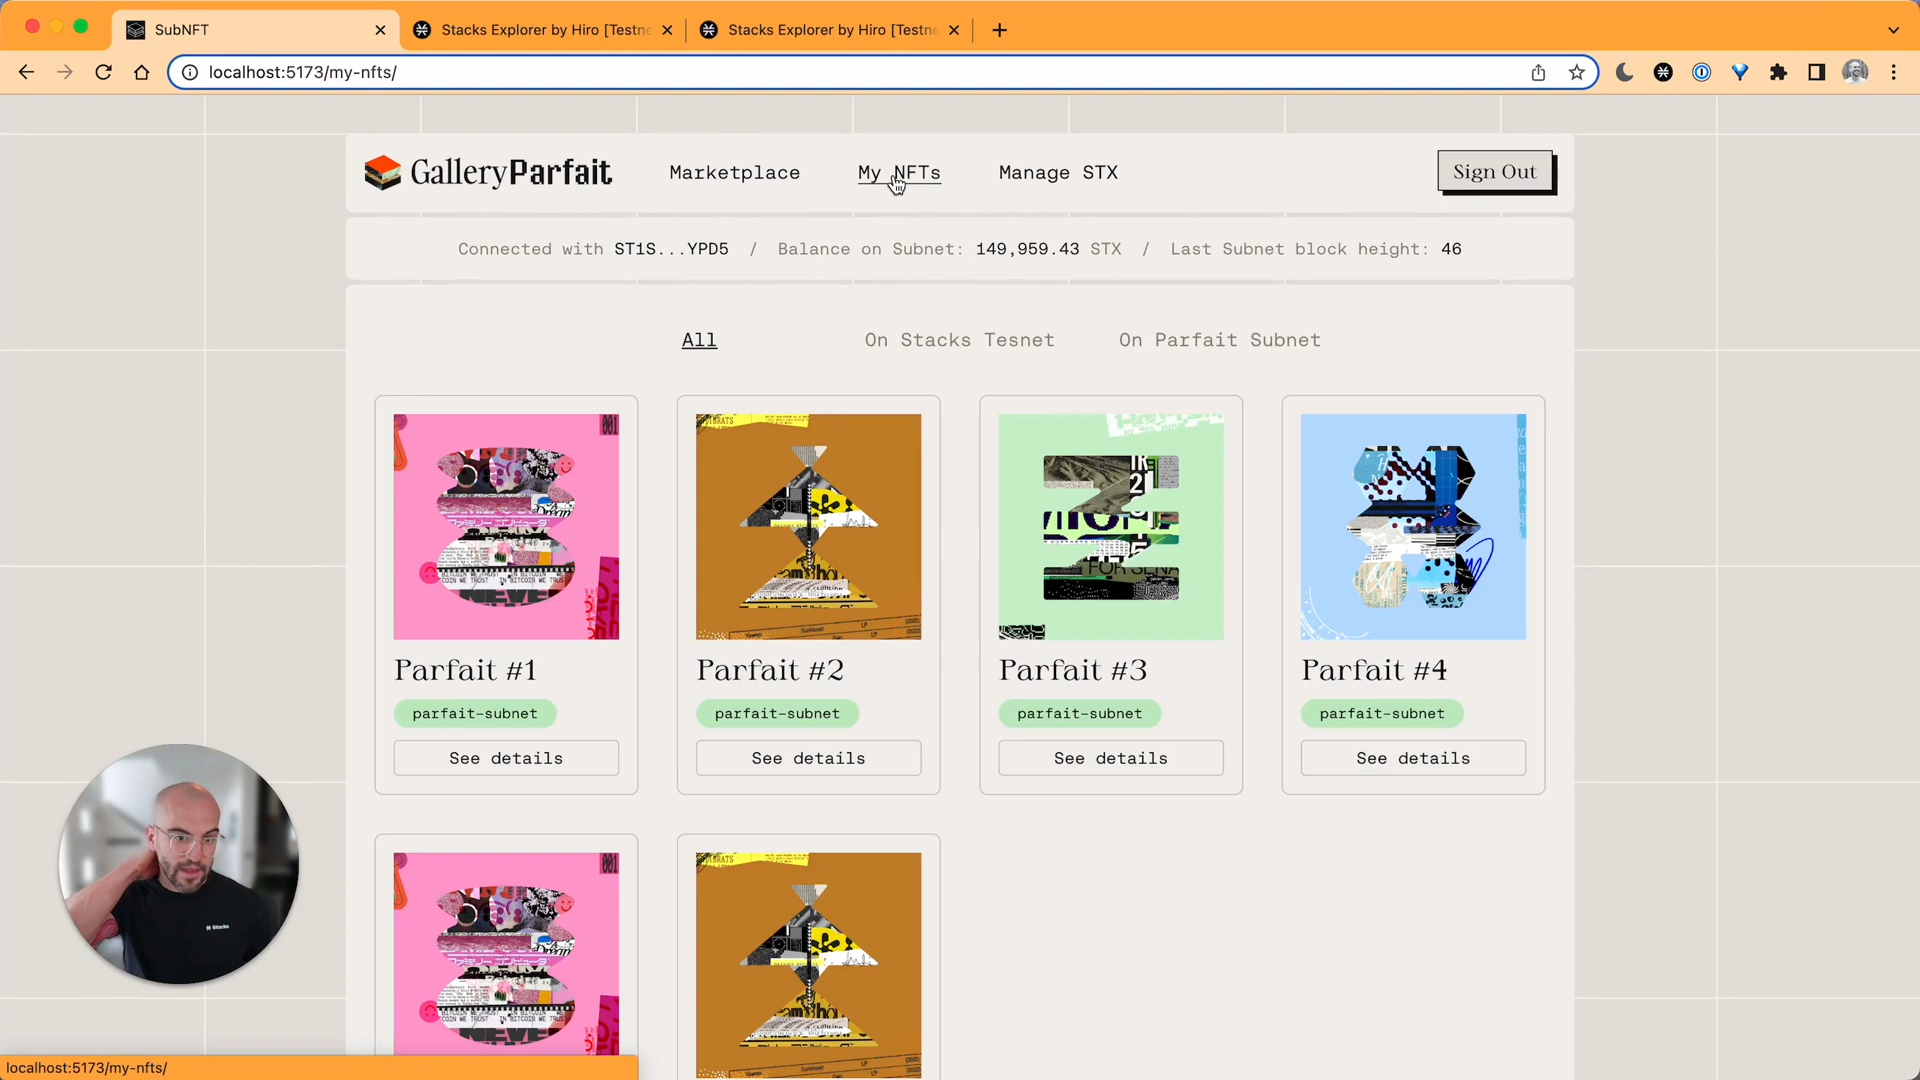 SubNFT
Stacks Explorer by Hiro [Testne
Stacks Explorer by Hiro [Testne
localhost:5173/my-nfts/
GalleryParfait
Marketplace
My NFTs
Manage STX
Sign Out
Connected with ST1S...YPD5 / Balance on Subnet: 149,959.43 STX / Last Subnet block height: 46
All
On Stacks Tesnet
On Parfait Subnet
001
Parfait #1
Parfait #2
Parfait #3
Parfait #4
parfait-subnet
parfait-subnet
parfait-subnet
parfait-subnet
See details
See details
See details
See details
Stacks
001
localhost:5173/my-nfts/